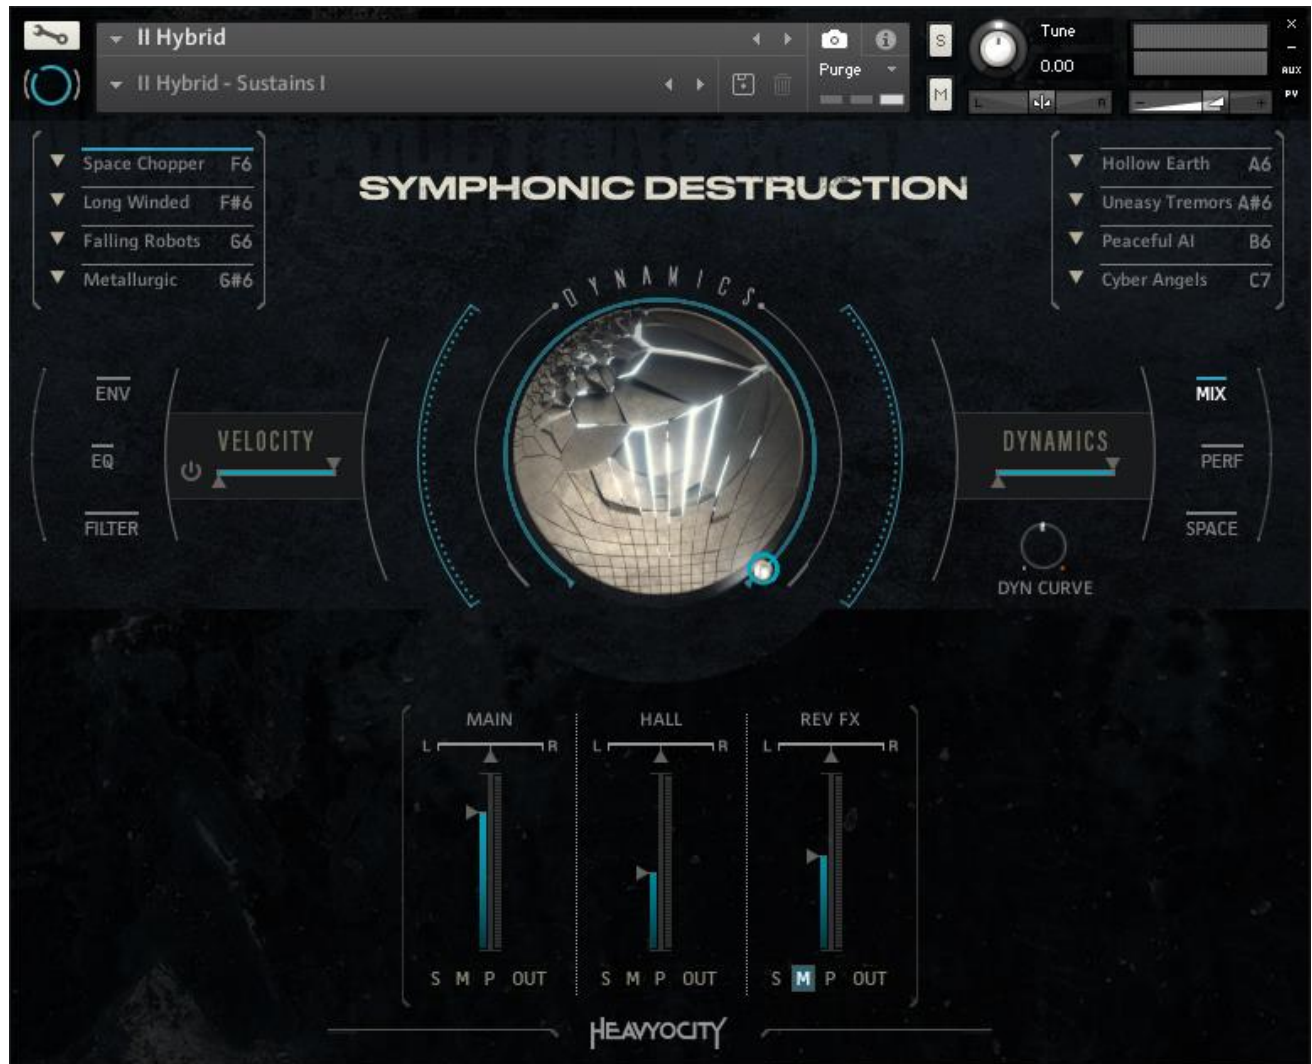 II Hybrid
S
Tune
×
II Hybrid - Sustains I
Purge
0.00
–
AUX
M
L R
– +
PV
Space Chopper F6
Long Winded F#6
Falling Robots G6
Metallurgic G#6
SYMPHONIC DESTRUCTION
Hollow Earth A6
Uneasy Tremors A#6
Peaceful AI B6
Cyber Angels C7
DYNAMICS
ENV
EQ
FILTER
VELOCITY
DYNAMICS
DYN CURVE
MIX
PERF
SPACE
MAIN HALL REV FX
L R L R L R
S M P OUT S M P OUT S M P OUT
HEAVYOCITY